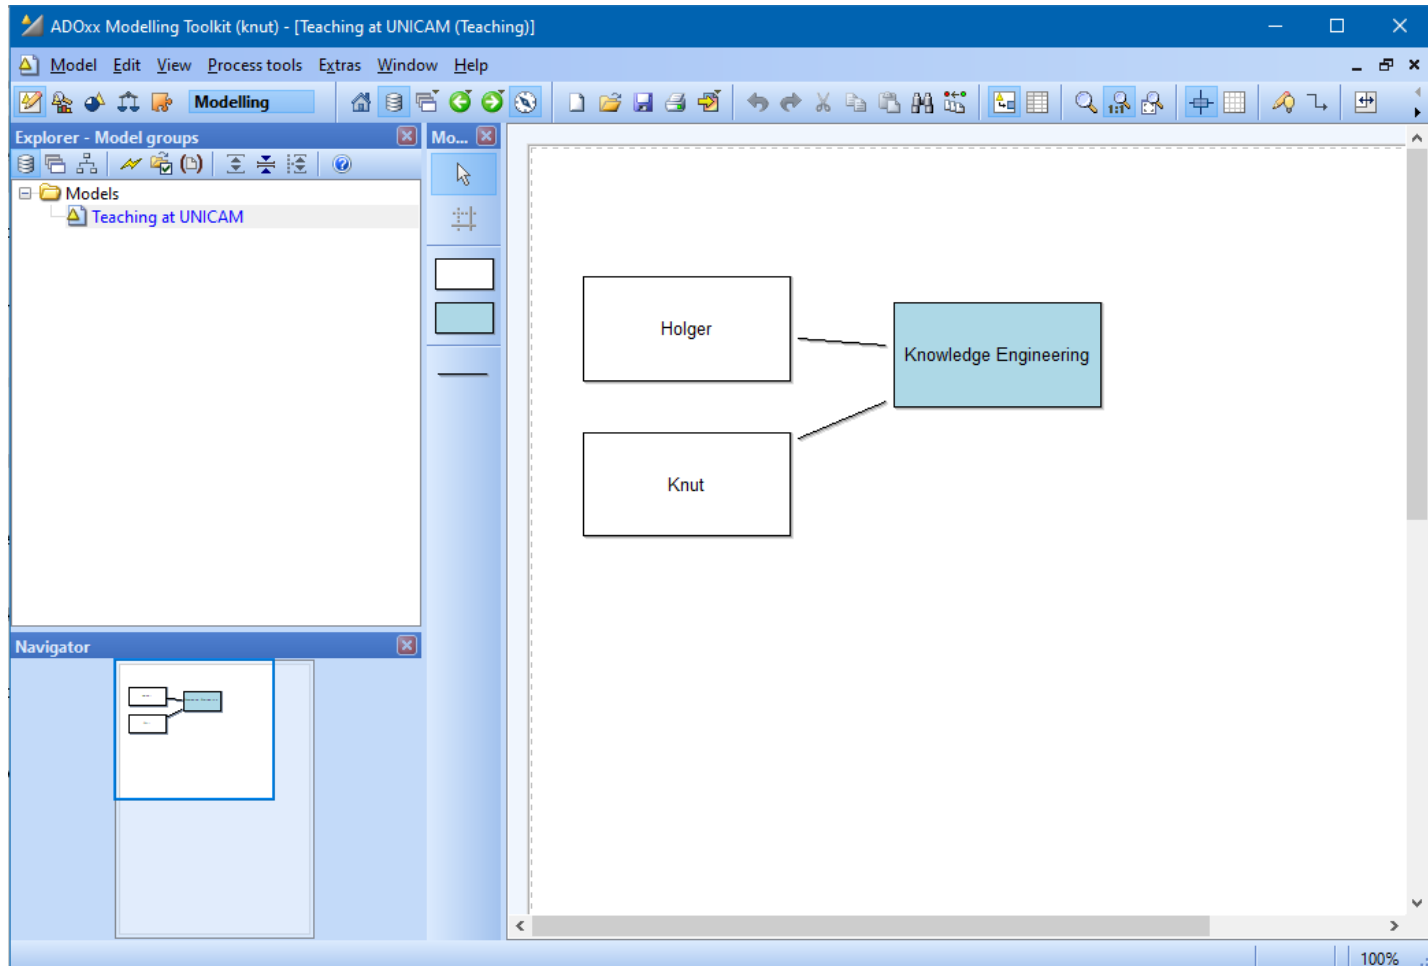 ADOxx Modelling Toolkit (knut) - [Teaching at UNICAM (Teaching)]
Model Edit View Process tools Extras Window Help
Modelling
Explorer - Model groups
Mo...
Models
Teaching at UNICAM
Holger
Knowledge Engineering
Knut
Navigator
100%